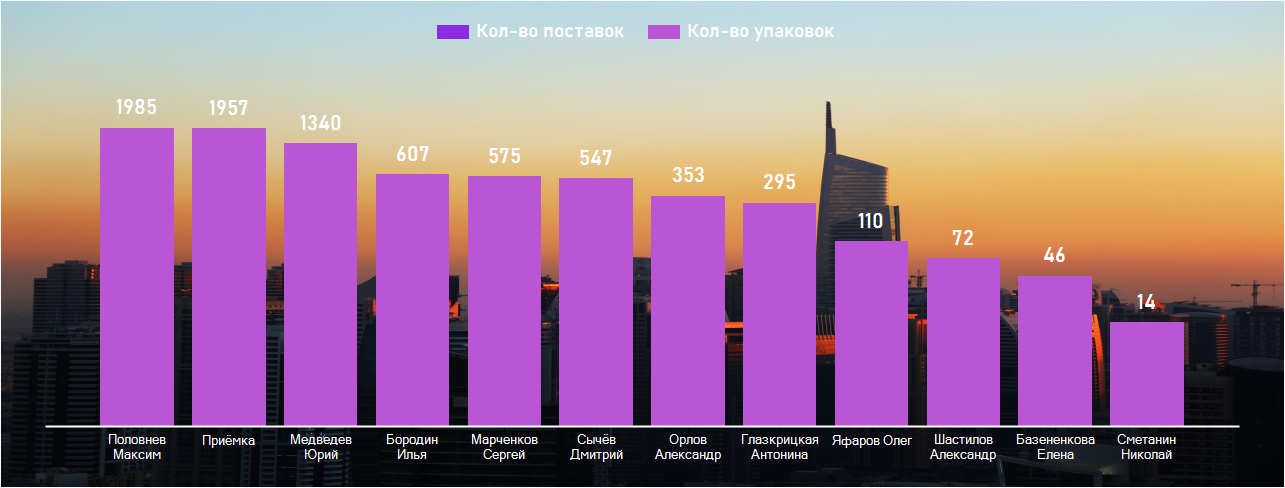 Кол-во поставок Кол-во упаковок
1985 1957 1340 607 575 547 353 295 110 72 46 14
Половнев Максим
Приёмка
Медведев Юрий
Бородин Илья
Марченков Сергей
Сычёв Дмитрий
Орлов Александр
Глазкрицкая Антонина
Яфаров Олег
Шастилов Александр
Базененкова Елена
Сметанин Николай